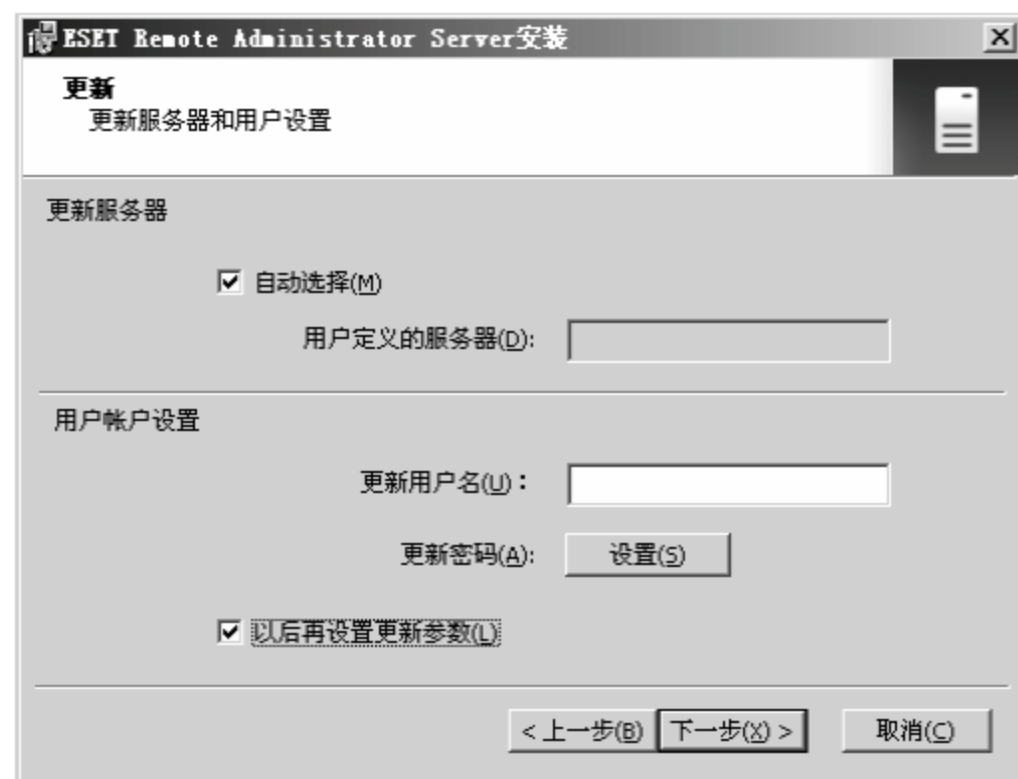 ESET Remote Administrator Server安装
更新
更新服务器和用户设置
更新服务器
自动选择(M)
用户定义的服务器(D):
用户帐户设置
更新用户名(U)：
更新密码(A): 设置(S)
以后再设置更新参数(L)
< 上一步(B) 下一步(X) > 取消(C)